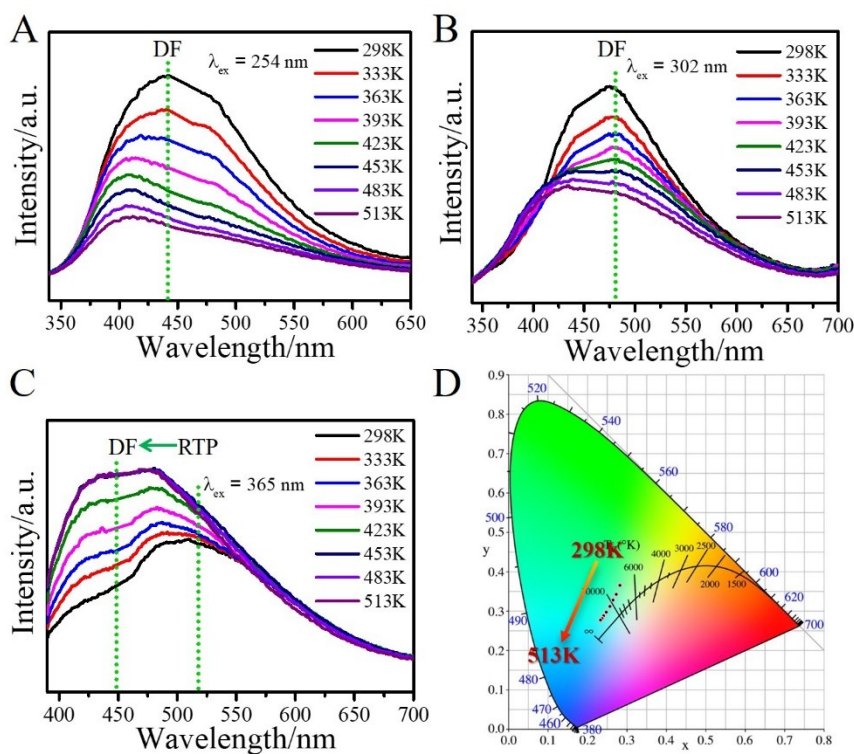 A
DF
λex = 254 nm
298K
333K
363K
393K
423K
453K
483K
513K
Intensity/a.u.
350 400 450 500 550 600 650
Wavelength/nm
B
DF
λex = 302 nm
298K
333K
363K
393K
423K
453K
483K
513K
Intensity/a.u.
350 400 450 500 550 600 650 700
Wavelength/nm
C
DF RTP
λex = 365 nm
298K
333K
363K
393K
423K
453K
483K
513K
Intensity/a.u.
400 450 500 550 600 650 700
Wavelength/nm
D
0.9
0.8
0.7
0.6
0.5
0.4
0.3
0.2
0.1
0.0
y
520
540
560
580
600
620
700
500
490
480
470
460
380
298K
513K
6000 4000 3000 2500 2000 1500
∞
0.0 0.1 0.2 0.3 0.4 0.5 0.6 0.7 0.8
x